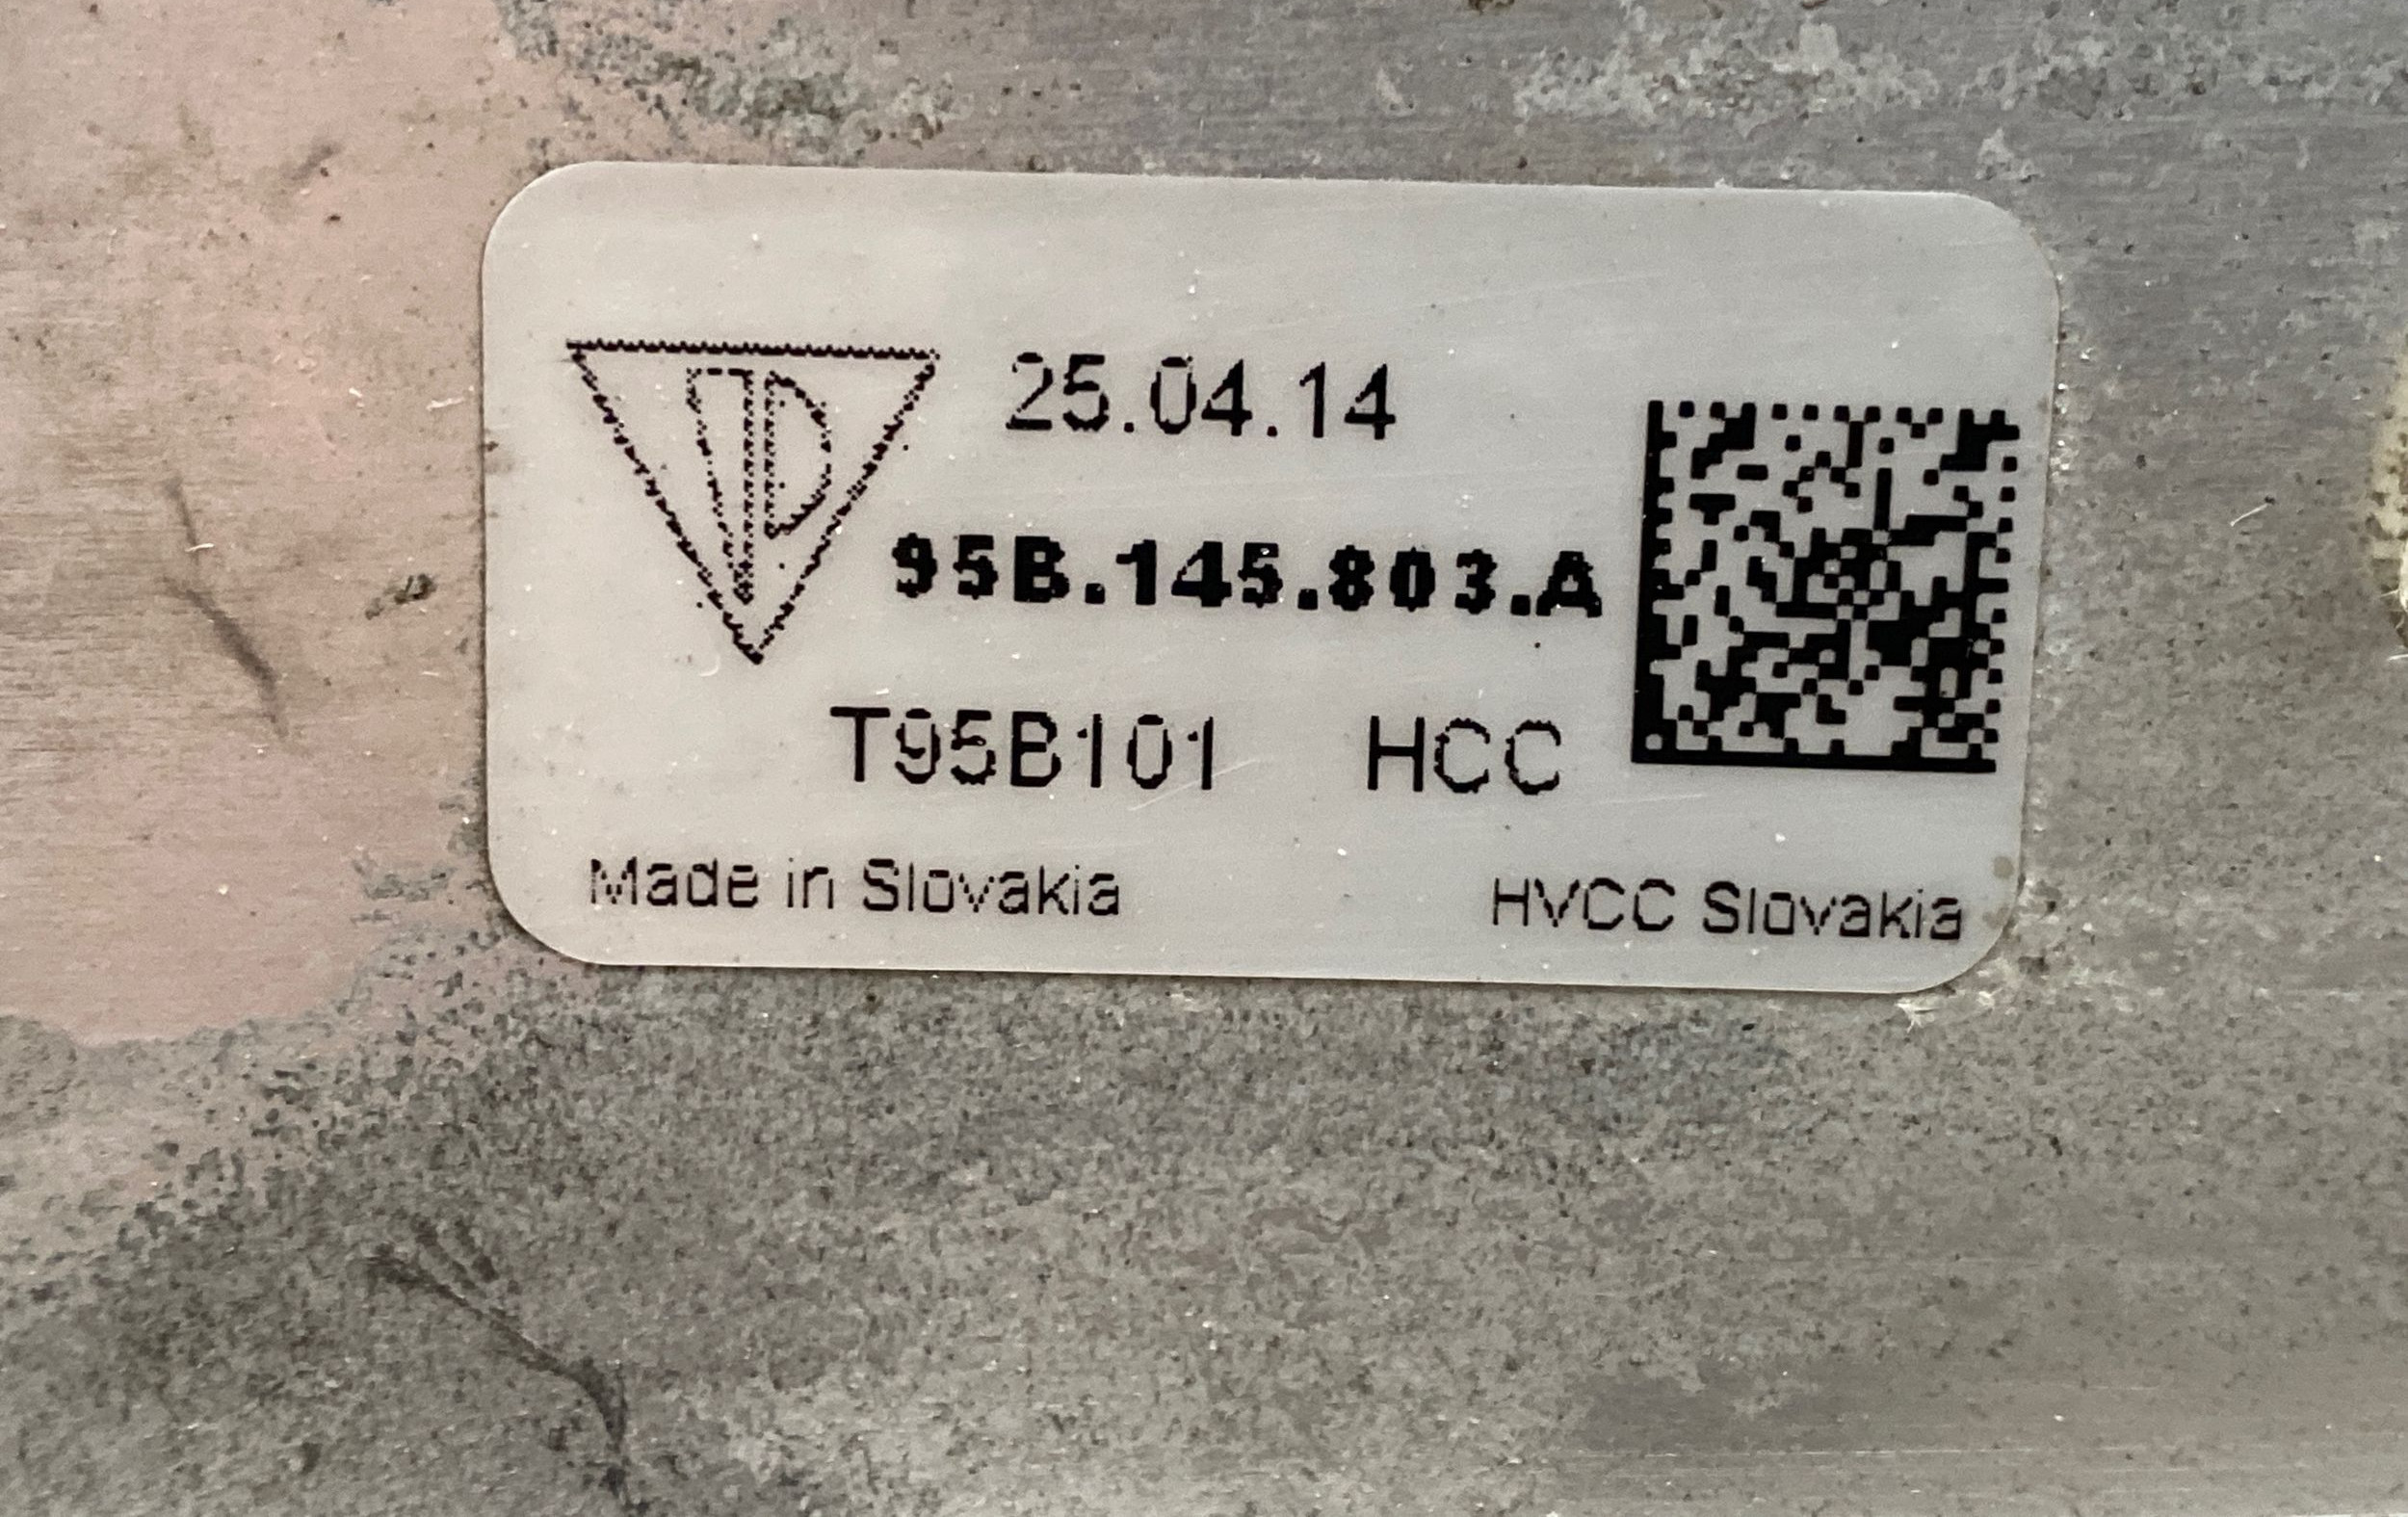 25.04.14
95B.145.803.A
T95B101 HCC
Made in Slovakia
HVCC Slovakia